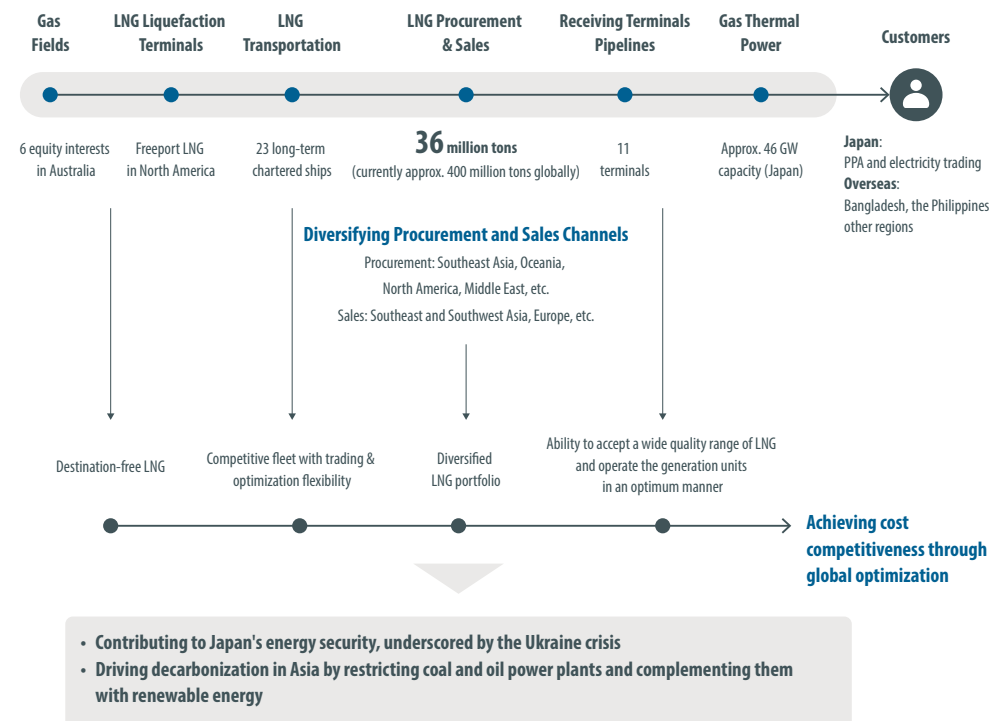 Gas
Fields
LNG Liquefaction
Terminals
LNG
Transportation
LNG Procurement
& Sales
Receiving Terminals
Pipelines
Gas Thermal
Power
Customers
6 equity interests
in Australia
Freeport LNG
in North America
23 long-term
chartered ships
36 million tons
(currently approx. 400 million tons globally)
11
terminals
Approx. 46 GW
capacity (Japan)
Japan:
PPA and electricity trading
Overseas:
Bangladesh, the Philippines
other regions
Diversifying Procurement and Sales Channels
Procurement: Southeast Asia, Oceania,
North America, Middle East, etc.
Sales: Southeast and Southwest Asia, Europe, etc.
Destination-free LNG
Competitive fleet with trading &
optimization flexibility
Diversified
LNG portfolio
Ability to accept a wide quality range of LNG
and operate the generation units
in an optimum manner
Achieving cost
competitiveness through
global optimization
• Contributing to Japan's energy security, underscored by the Ukraine crisis
• Driving decarbonization in Asia by restricting coal and oil power plants and complementing them
with renewable energy